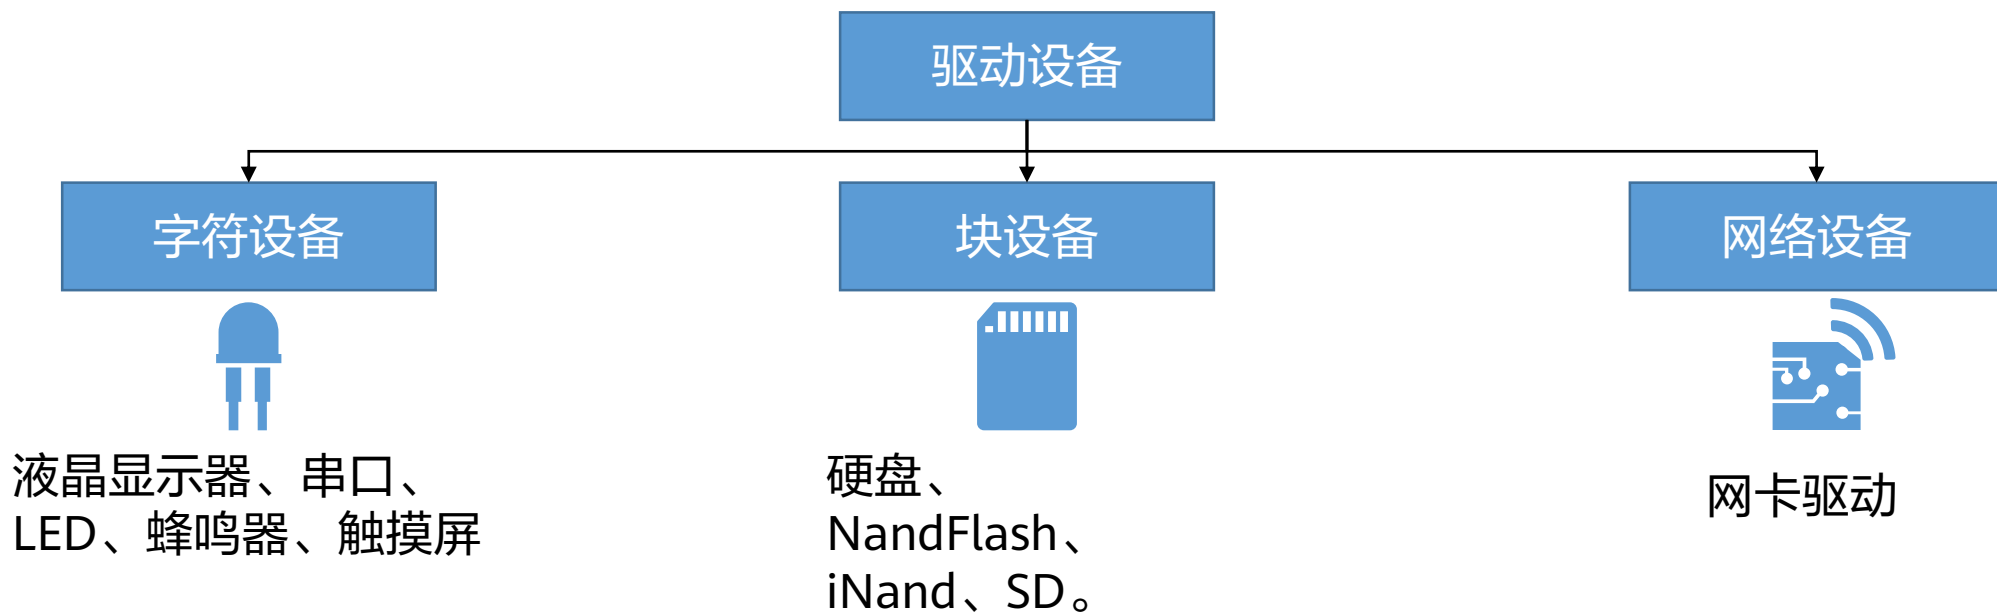 驱动设备
字符设备
块设备
网络设备
液晶显示器、串口、
LED、蜂鸣器、触摸屏
硬盘、
NandFlash、
iNand、SD。
网卡驱动